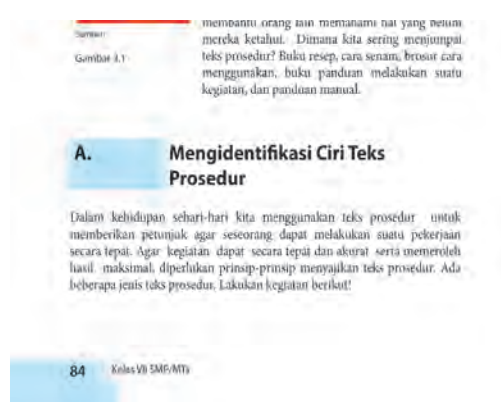 membantu orang lain memahami hal yang belum
Sumber:
mereka ketahui. Dimana kita sering menjumpai
Gambar 3.1
teks prosedur? Buku resep, cara senam, brosur cara
menggunakan, buku panduan melakukan suatu
kegiatan, dan panduan manual.
A. Mengidentifikasi Ciri Teks
Prosedur
Dalam kehidupan sehari-hari kita menggunakan teks prosedur untuk
memberikan petunjuk agar seseorang dapat melakukan suatu pekerjaan
secara tepat. Agar kegiatan dapat secara tepat dan akurat serta memeroleh
hasil maksimal, diperlukan prinsip-prinsip menyajikan teks prosedur. Ada
beberapa jenis teks prosedur. Lakukan kegiatan berikut!
84 Kelas VII SMP/MTs